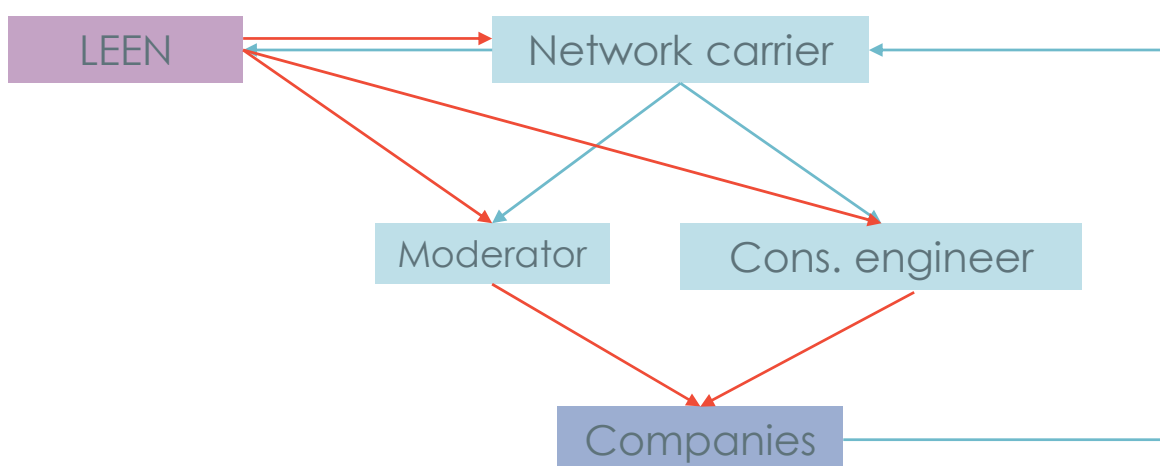 LEEN
Network carrier
Moderator
Cons. engineer
Companies